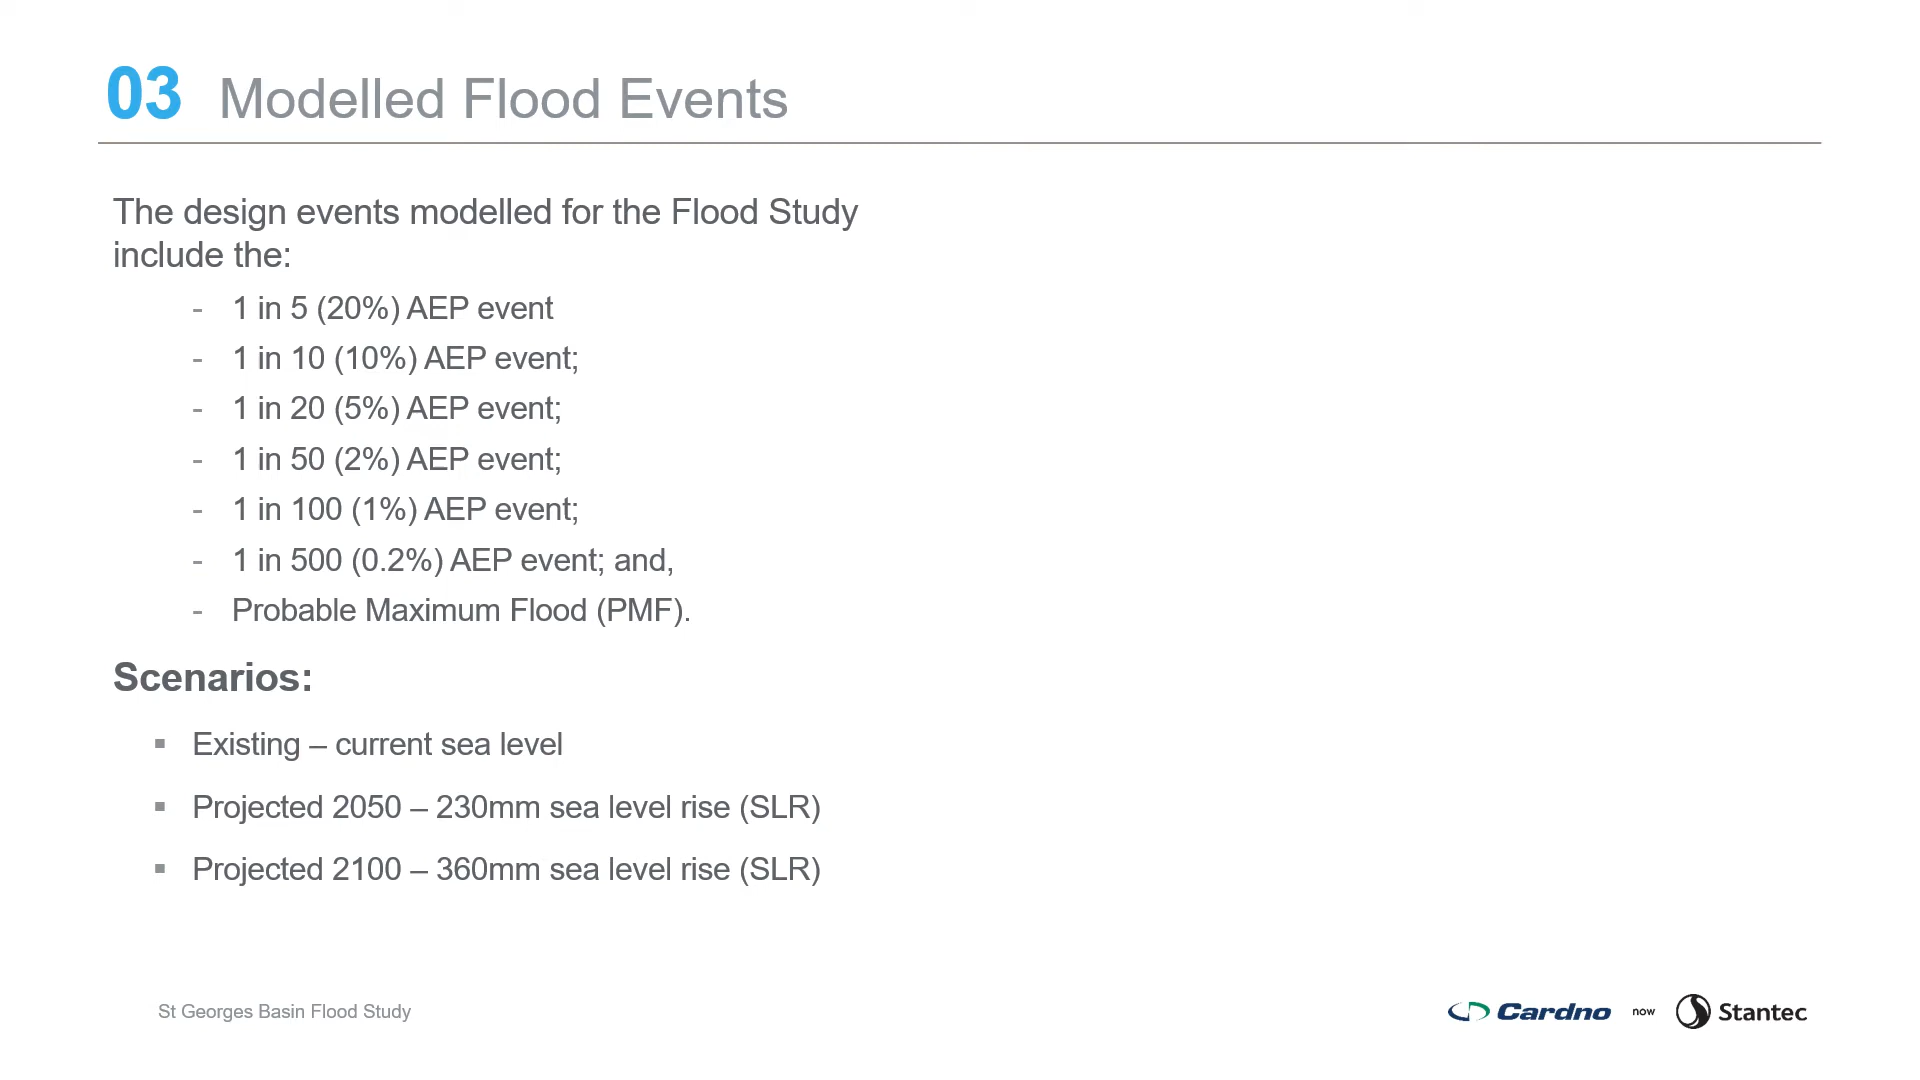 03 Modelled Flood Events
The design events modelled for the Flood Study
include the:
- 1 in 5 (20%) AEP event
- 1 in 10 (10%) AEP event;
- 1 in 20 (5%) AEP event;
- 1 in 50 (2%) AEP event;
- 1 in 100 (1%) AEP event;
- 1 in 500 (0.2%) AEP event; and,
- Probable Maximum Flood (PMF).
Scenarios:
▪ Existing – current sea level
▪ Projected 2050 – 230mm sea level rise (SLR)
▪ Projected 2100 – 360mm sea level rise (SLR)
St Georges Basin Flood Study
Cardno now Stantec